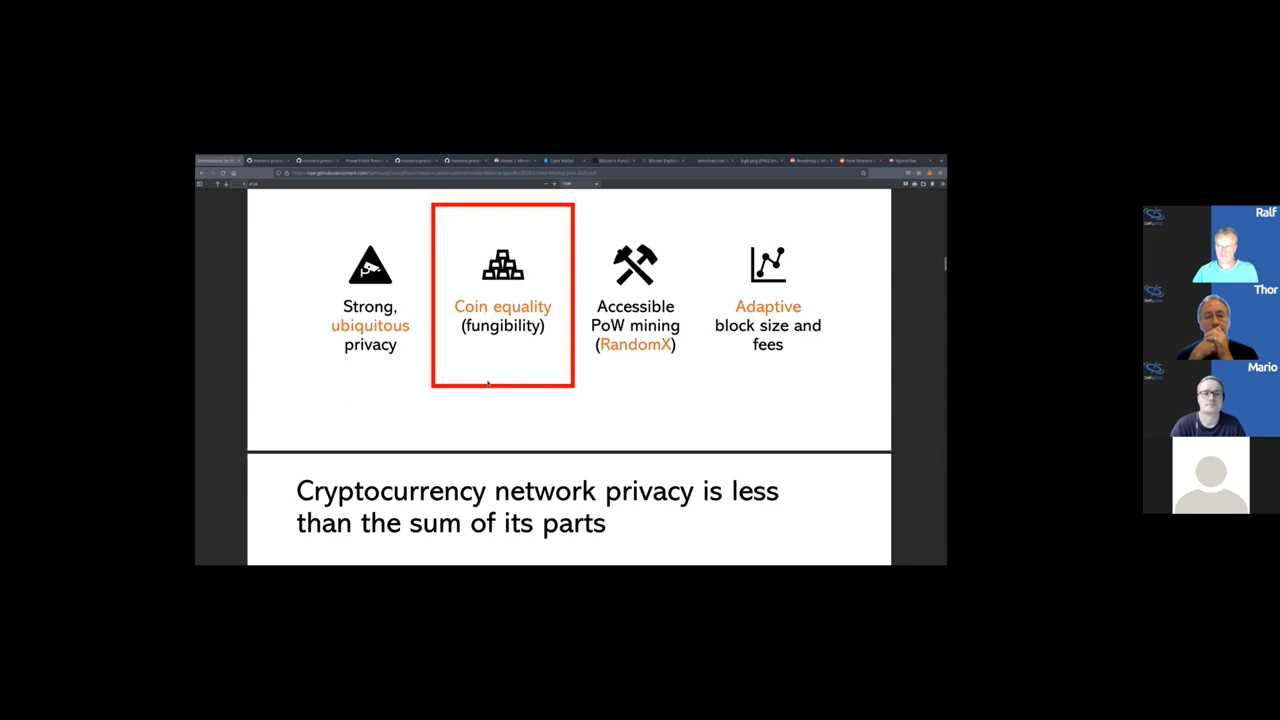 Strong,
ubiquitous
privacy
Coin equality
(fungibility)
Accessible
PoW mining
(RandomX)
Adaptive
block size and
fees
Cryptocurrency network privacy is less
than the sum of its parts
Ralf
Thor
Mario